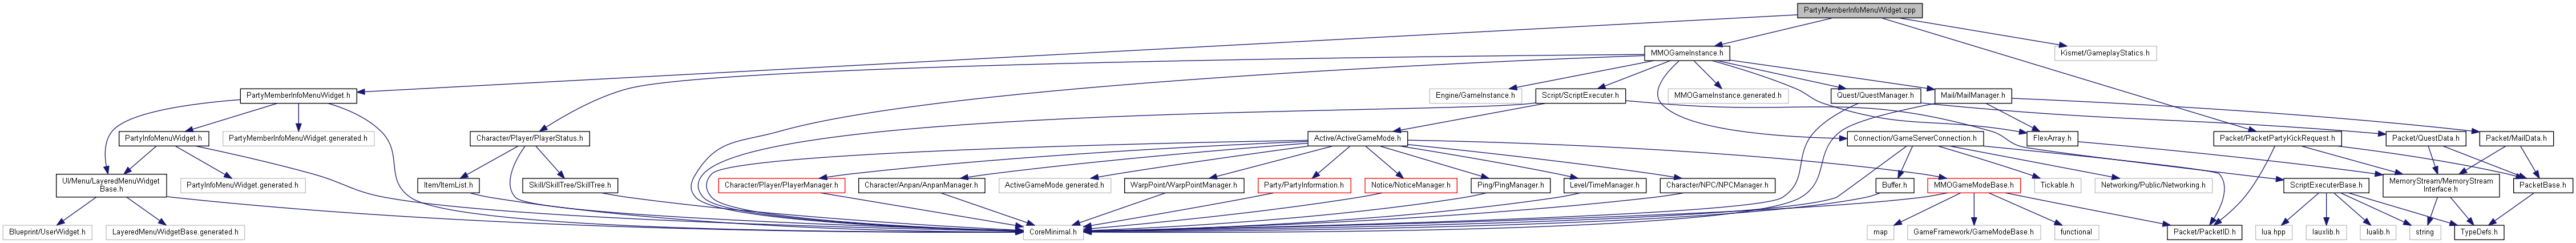 PartyMemberInfoMenuWidget.cpp
MMOGameInstance.h
Kismet/GameplayStatics.h
PartyMemberInfoMenuWidget.h
Engine/GameInstance.h
Script/ScriptExecuter.h
MMOGameInstance.generated.h
Quest/QuestManager.h
Mail/MailManager.h
PartyInfoMenuWidget.h
PartyMemberInfoMenuWidget.generated.h
Character/Player/PlayerStatus.h
Active/ActiveGameMode.h
Connection/GameServerConnection.h
FlexArray.h
Packet/PacketPartyKickRequest.h
Packet/QuestData.h
Packet/MailData.h
UI/Menu/LayeredMenuWidget
Base.h
PartyInfoMenuWidget.generated.h
Item/ItemList.h
Skill/SkillTree/SkillTree.h
Character/Player/PlayerManager.h
Character/Anpan/AnpanManager.h
ActiveGameMode.generated.h
WarpPoint/WarpPointManager.h
Party/PartyInformation.h
Notice/NoticeManager.h
Ping/PingManager.h
Level/TimeManager.h
Character/NPC/NPCManager.h
Buffer.h
MMOGameModeBase.h
Tickable.h
Networking/Public/Networking.h
ScriptExecuterBase.h
MemoryStream/MemoryStream
Interface.h
PacketBase.h
Blueprint/UserWidget.h
LayeredMenuWidgetBase.generated.h
CoreMinimal.h
map
GameFramework/GameModeBase.h
functional
Packet/PacketID.h
lua.hpp
lauxlib.h
lualib.h
string
TypeDefs.h